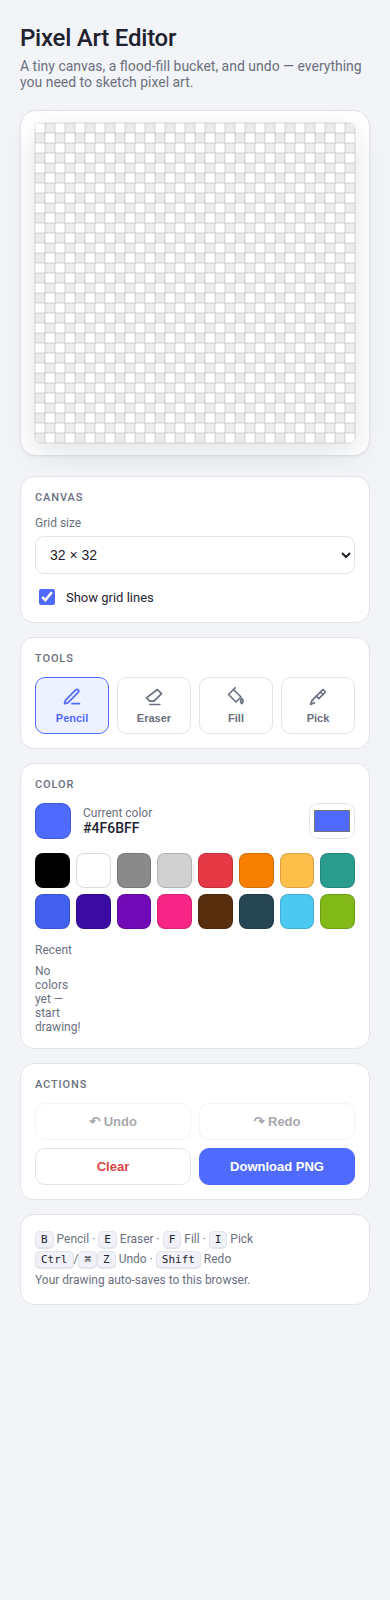 Pixel Art Editor
A tiny canvas, a flood-fill bucket, and undo — everything
you need to sketch pixel art.
CANVAS
Grid size
32 × 32
Show grid lines
TOOLS
Pencil
Eraser
Fill
Pick
COLOR
Current color
#4F6BFF
Recent
No
colors
yet —
start
drawing!
ACTIONS
↶ Undo
↷ Redo
Clear
Download PNG
B Pencil · E Eraser · F Fill · I Pick
Ctrl/⌘ Z Undo · Shift Redo
Your drawing auto-saves to this browser.